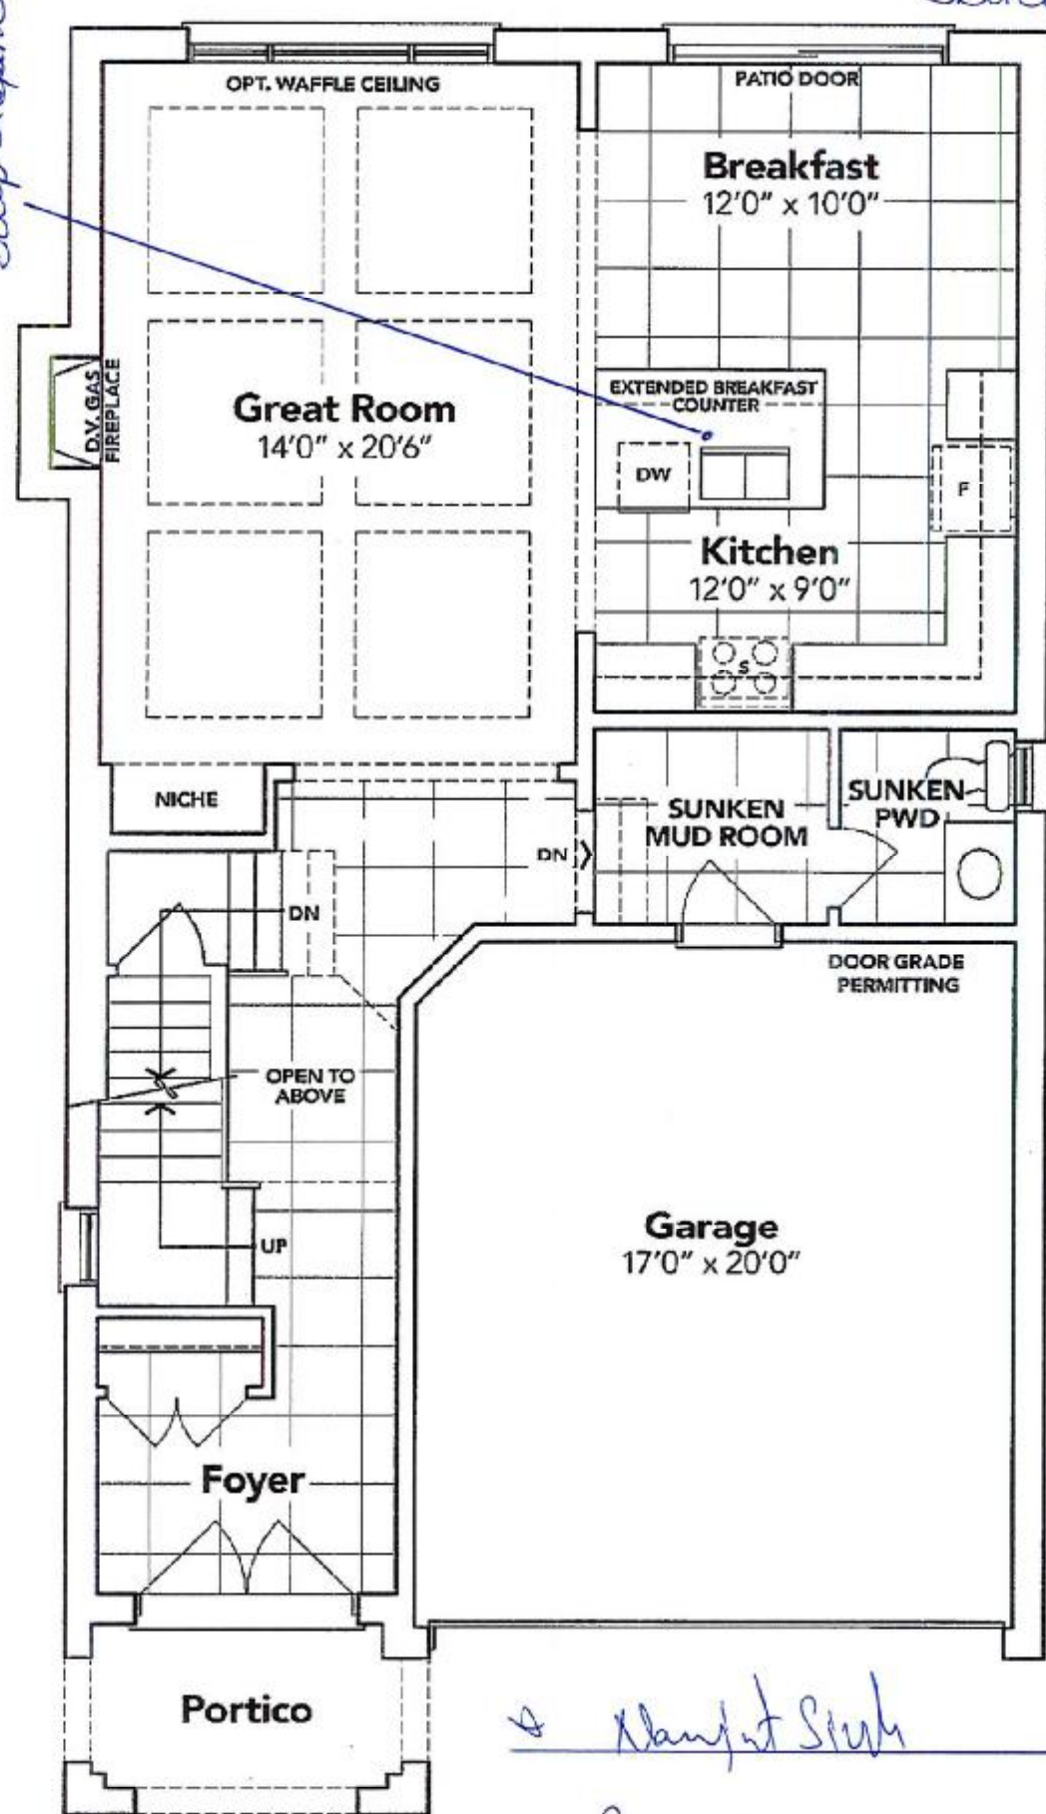 OPT. WAFFLE CEILING
PATIO DOOR
Breakfast
12'0" x 10'0"
D.V. GAS
FIREPLACE
Great Room
14'0" x 20'6"
EXTENDED BREAKFAST
COUNTER
DW
F
Kitchen
12'0" x 9'0"
S
NICHE
SUNKEN
MUD ROOM
SUNKEN
PWD
DN
DN
DOOR GRADE
PERMITTING
OPEN TO
ABOVE
UP
Garage
17'0" x 20'0"
Foyer
Portico
Singh